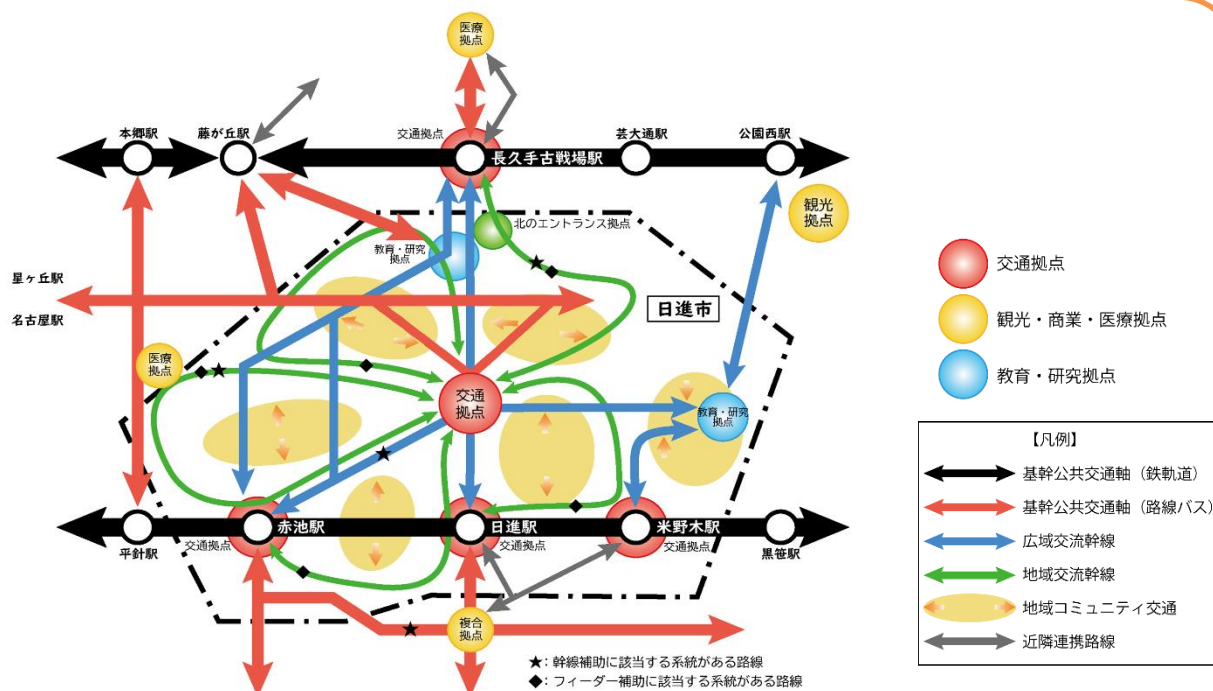 医療
拠点
本郷駅
藤が丘駅
交通拠点
長久手古戦場駅
芸大通駅
公園西駅
観光
拠点
北のエントランス拠点
教育・研究
拠点
星ヶ丘駅
名古屋駅
日進市
医療
拠点
交通
拠点
教育・研究
拠点
平針駅
交通拠点
赤池駅
日進駅
交通拠点
米野木駅
交通拠点
黒笹駅
複合
拠点
★：幹線補助に該当する系統がある路線
◆：フィーダー補助に該当する系統がある路線
交通拠点
観光・商業・医療拠点
教育・研究拠点
【凡例】
基幹公共交通軸（鉄軌道）
基幹公共交通軸（路線バス）
広域交流幹線
地域交流幹線
地域コミュニティ交通
近隣連携路線